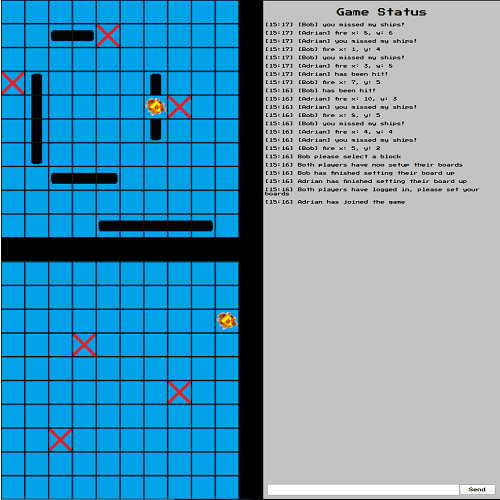 Game Status
[15:17] [Bob] you missed my ships!
[15:17] [Adrian] fire x: 5, y: 6
[15:17] [Adrian] you missed my ships!
[15:17] [Bob] fire x: 1, y: 4
[15:17] [Bob] you missed my ships!
[15:17] [Adrian] fire x: 3, y: 5
[15:17] [Adrian] has been hit!
[15:17] [Bob] fire x: 7, y: 5
[15:16] [Bob] has been hit!
[15:16] [Adrian] fire x: 10, y: 3
[15:16] [Adrian] you missed my ships!
[15:16] [Bob] fire x: 8, y: 5
[15:16] [Bob] you missed my ships!
[15:16] [Adrian] fire x: 4, y: 4
[15:16] [Adrian] you missed my ships!
[15:16] [Bob] fire x: 5, y: 2
[15:16] Bob please select a block
[15:16] Both players have now setup their boards
[15:16] Bob has finished setting their board up
[15:16] Adrian has finished setting their board up
[15:16] Both players have logged in, please set your
boards
[15:16] Adrian has joined the game
Send